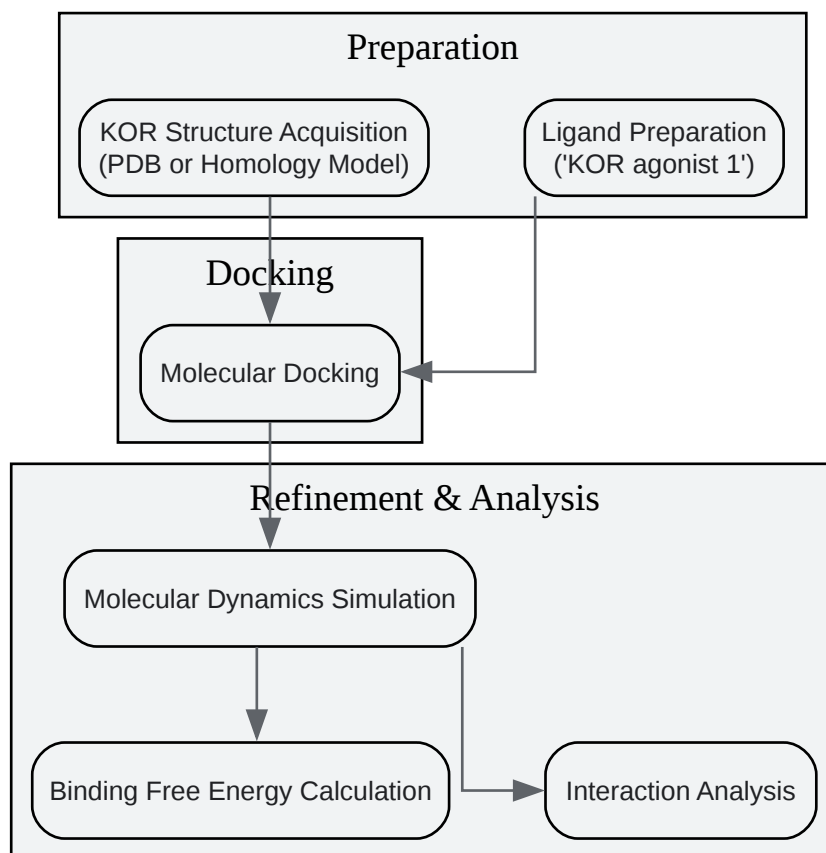 Preparation
KOR Structure Acquisition
(PDB or Homology Model)
Ligand Preparation
('KOR agonist 1')
Docking
Molecular Docking
Refinement & Analysis
Molecular Dynamics Simulation
Binding Free Energy Calculation
Interaction Analysis